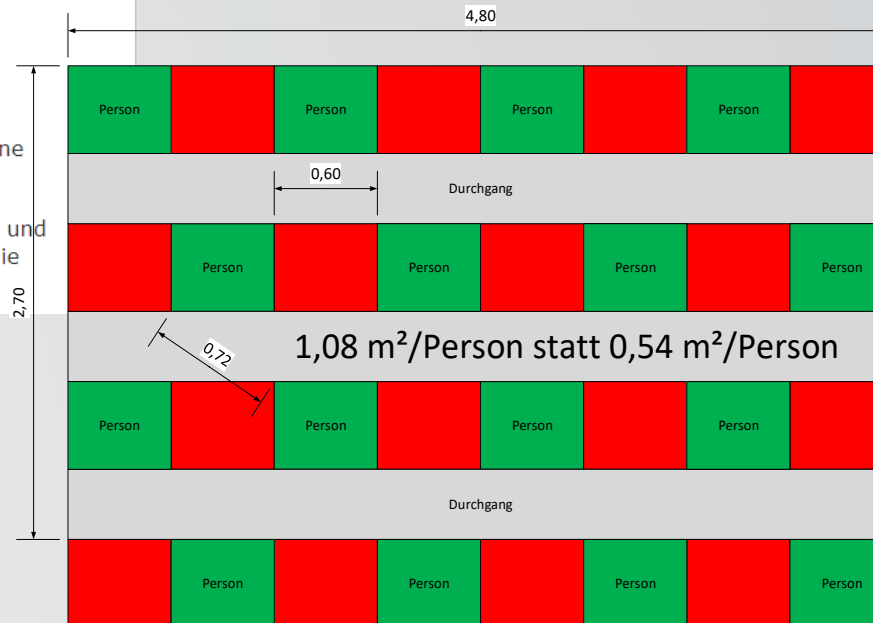 4,80
Person Person Person Person
ne
0,60
Durchgang
und
ie
Person Person Person Person
2,70
0,72
1,08 m²/Person statt 0,54 m²/Person
Person Person Person Person
Durchgang
Person Person Person Person